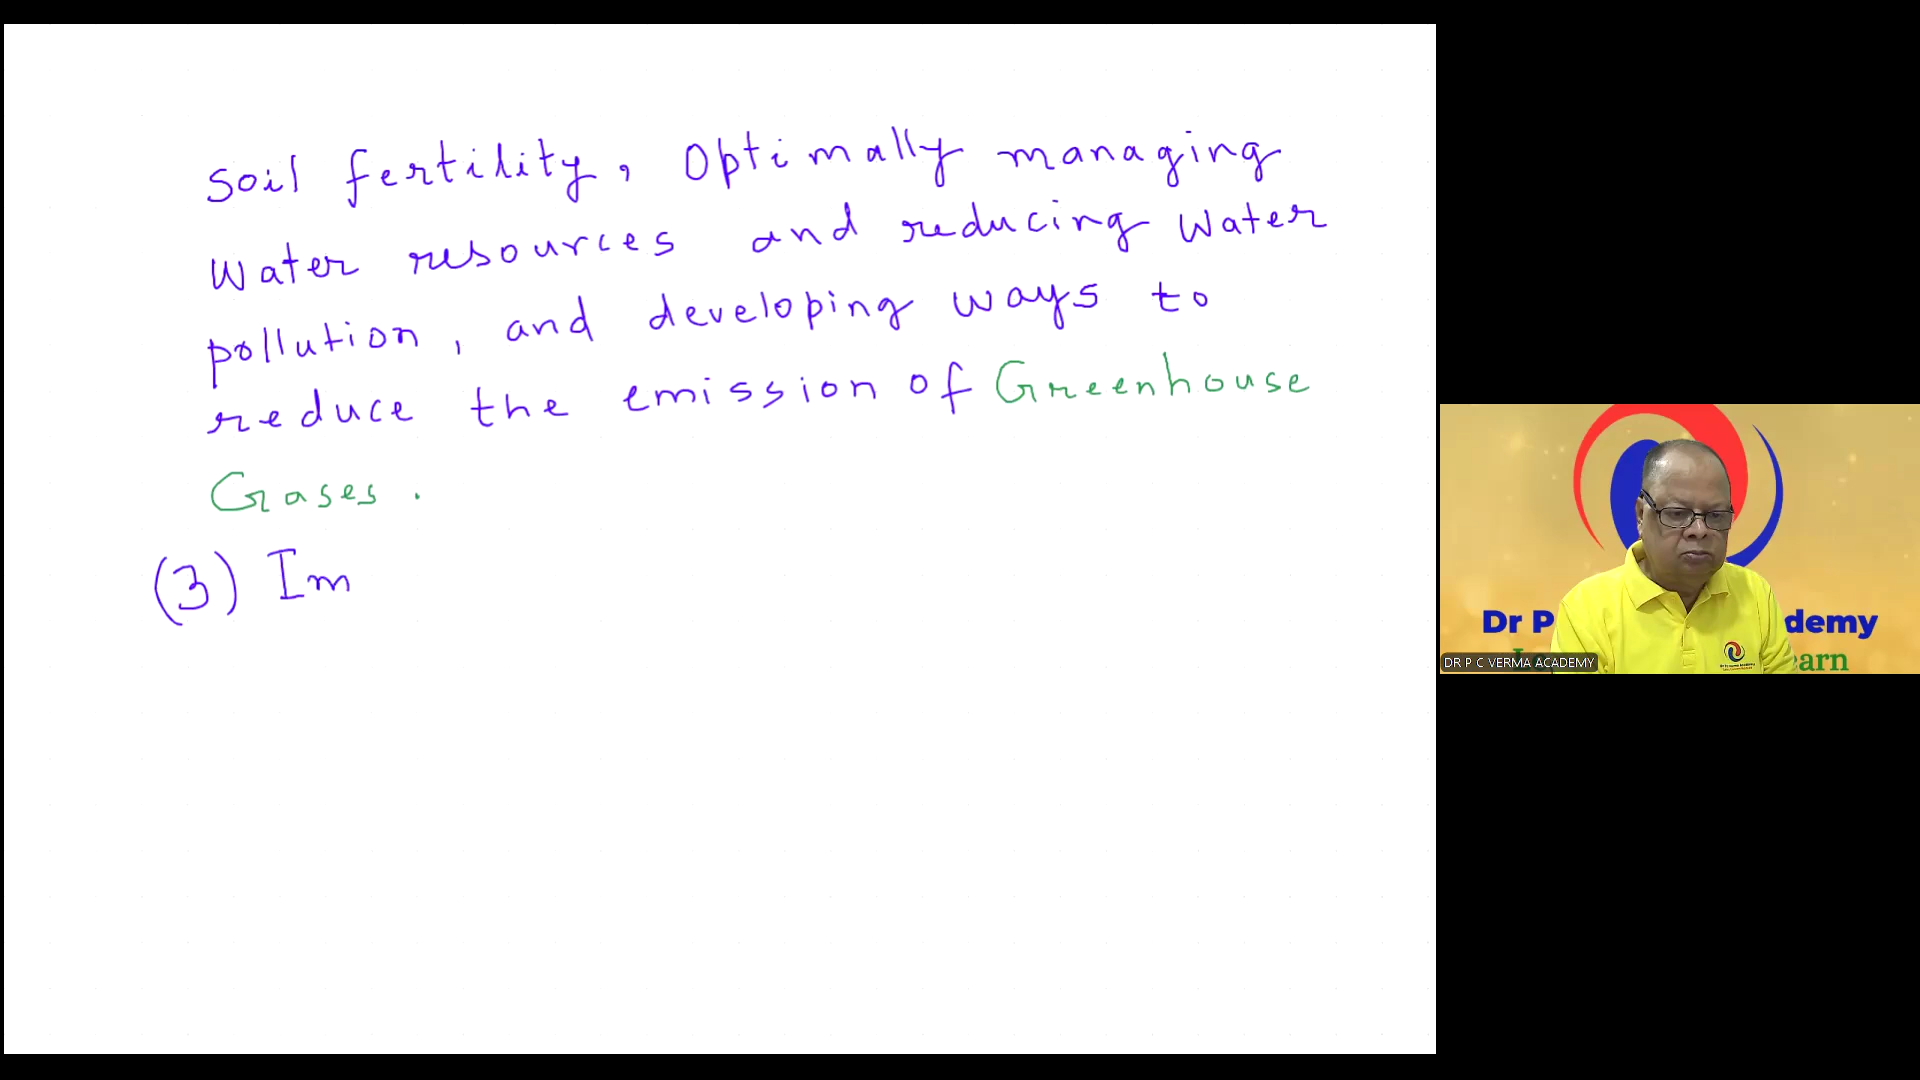 soil fertility, Optimally managing
water resources and reducing water
pollution, and developing ways to
reduce the emission of Greenhouse
Gases.
(3) Im
Dr P demy
arn
DR P C VERMA ACADEMY